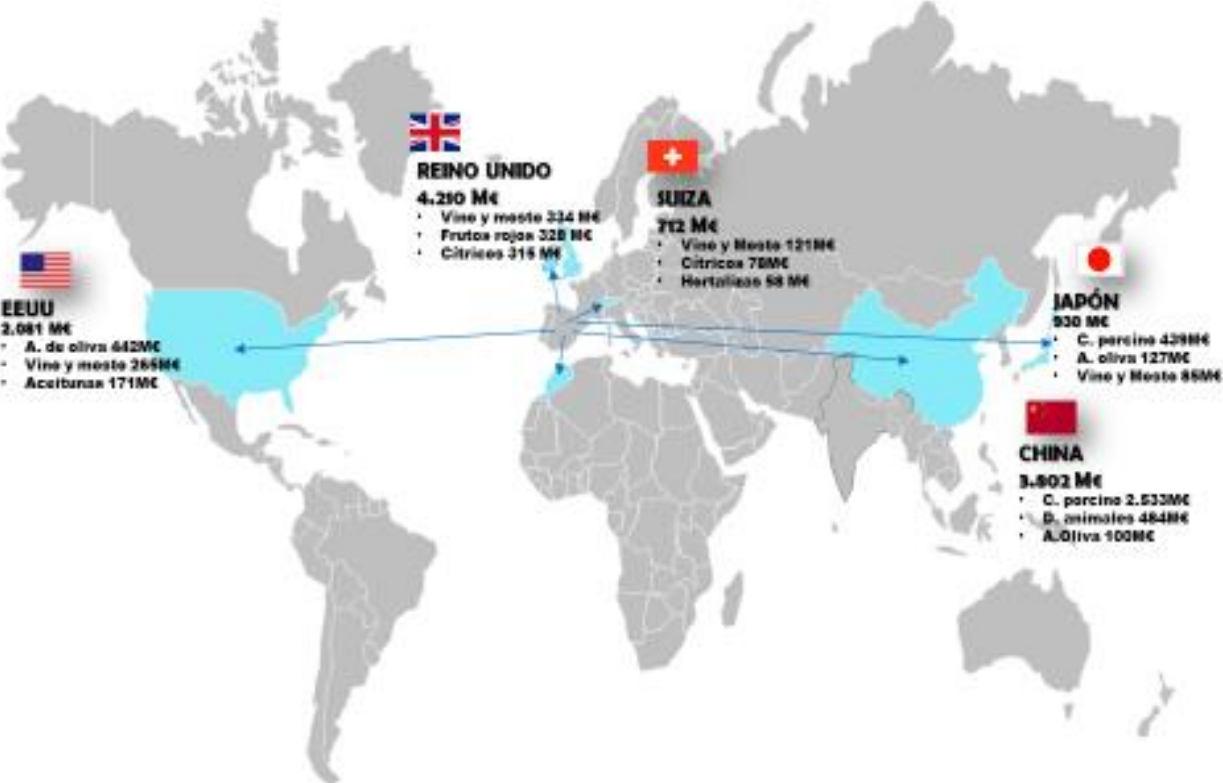 REINO UNIDO
4.210 M€
• Vino y mosto 334 M€
• Frutos rojos 328 M€
• Cítricos 315 M€
SUIZA
712 M€
• Vino y Mosto 121M€
• Cítricos 78M€
• Hortalizas 58 M€
EEUU
2.081 M€
• A. de oliva 442M€
• Vino y mosto 285M€
• Aceitunas 171M€
JAPÓN
930 M€
• C. porcino 439M€
• A. oliva 127M€
• Vino y Mosto 85M€
CHINA
3.802 M€
• C. porcino 2.533M€
• D. animales 484M€
• A.Oliva 100M€